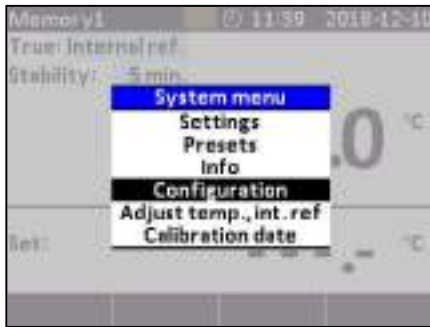 Memory1 11:39 2018-12-10
True: Internal ref.
Stability: 5 min.
System menu
Settings
Presets
Info
Configuration
Adjust temp., int. ref
Calibration date
.0 °C
Set: ---.- °C